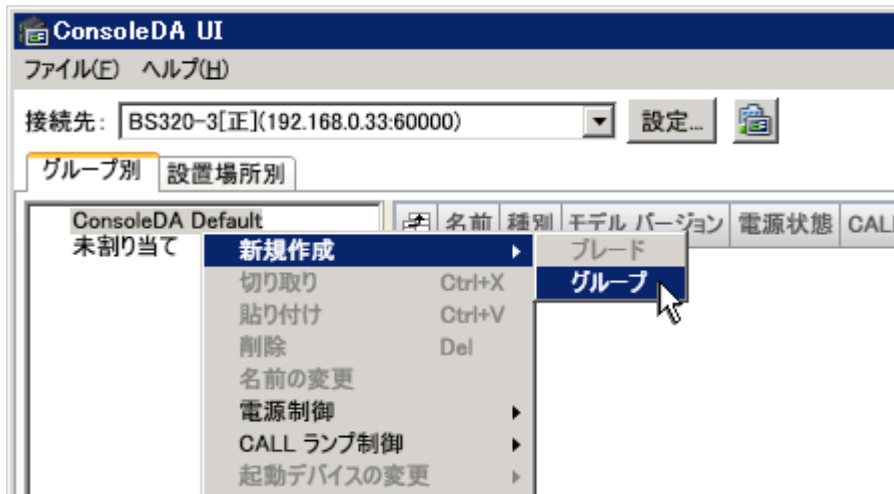 ConsoleDA UI
ファイル(F) ヘルプ(H)
接続先: BS320-3[正](192.168.0.33:60000) 設定...
グループ別 設置場所別
ConsoleDA Default
未割り当て
名前 種別 モデル バージョン 電源状態
新規作成
ブレード
グループ
切り取り Ctrl+X
貼り付け Ctrl+V
削除 Del
名前の変更
電源制御
CALL ランプ制御
起動デバイスの変更